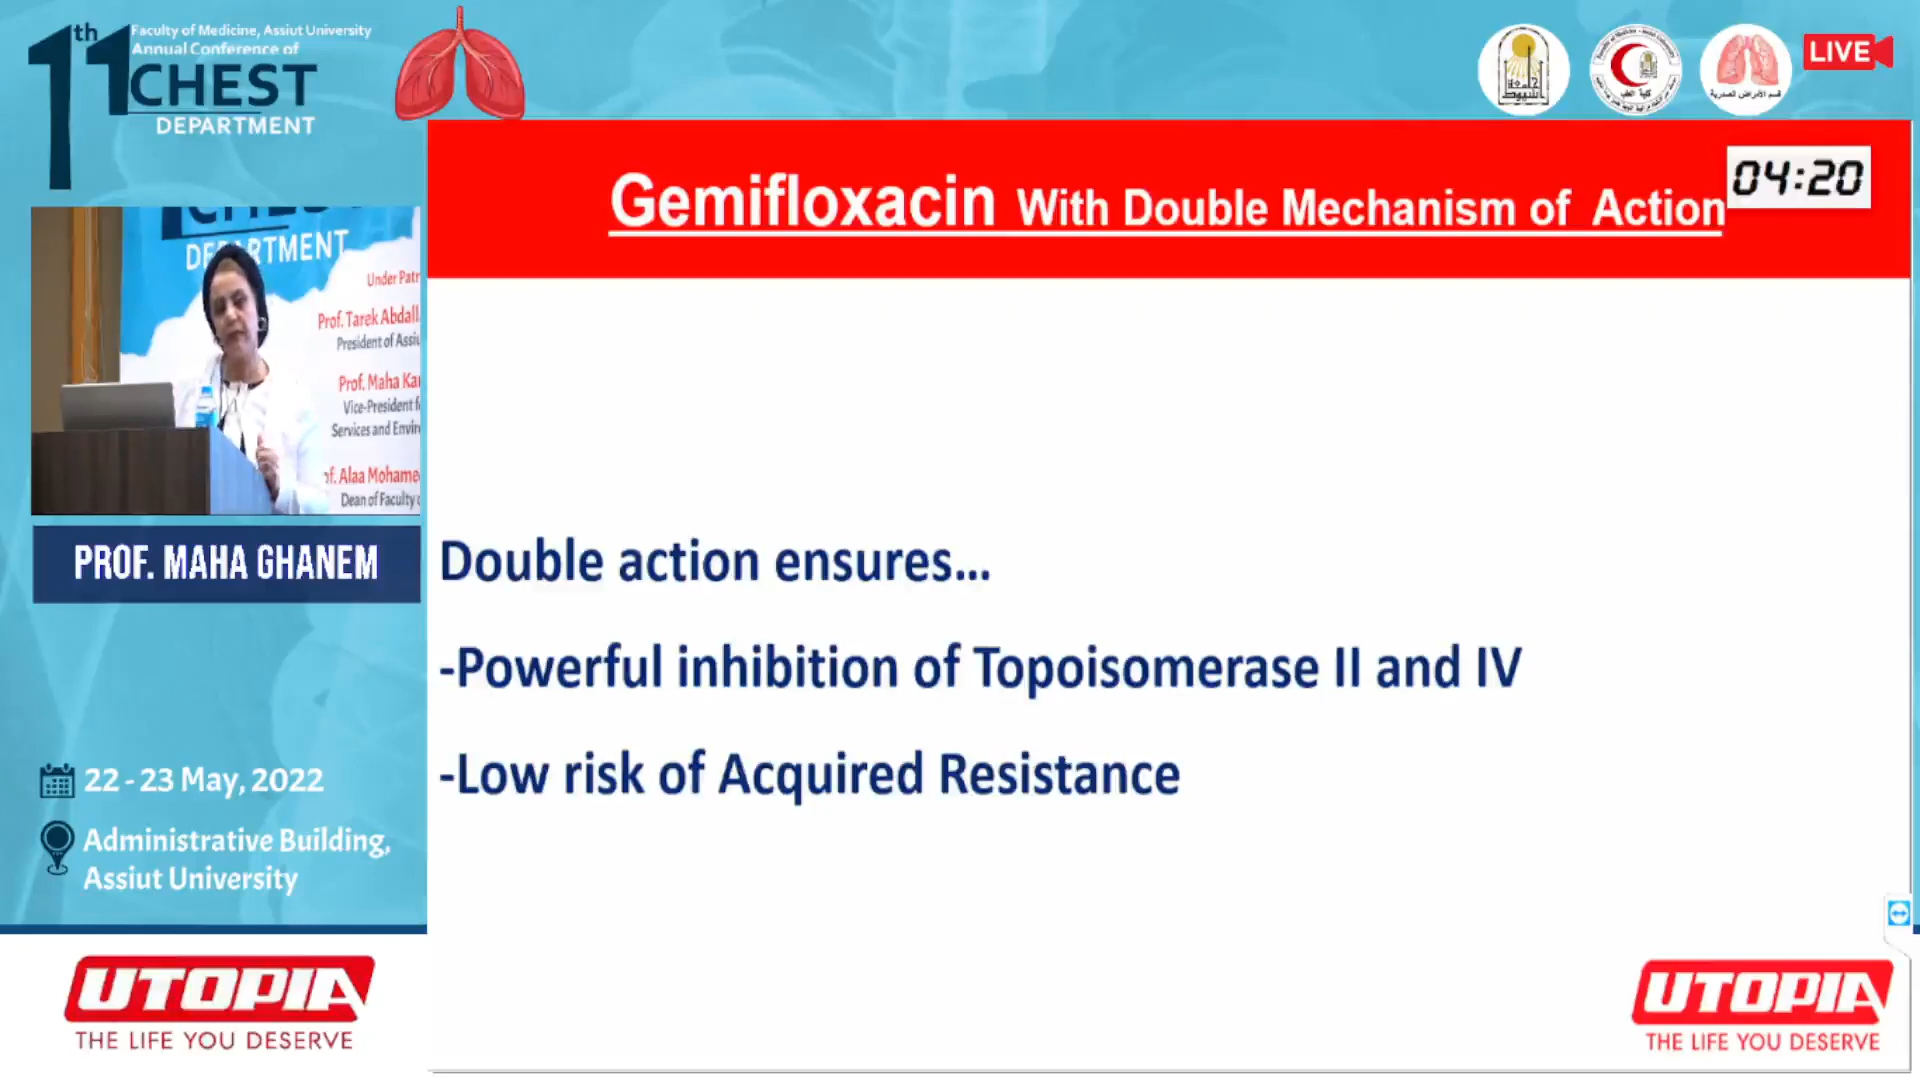 11th
Faculty of Medicine, Assiut University
Annual Conference of
CHEST
DEPARTMENT
LIVE
Gemifloxacin With Double Mechanism of Action
04:20
DEPARTMENT
Under Patr
Prof. Tarek Abdall
President of Assiu
Prof. Maha Ka
Vice-President f
Services and Envir
of. Alaa Mohame
Dean of Faculty
PROF. MAHA GHANEM
Double action ensures...
-Powerful inhibition of Topoisomerase II and IV
-Low risk of Acquired Resistance
22 - 23 May, 2022
Administrative Building,
Assiut University
UTOPIA
THE LIFE YOU DESERVE
UTOPIA
THE LIFE YOU DESERVE